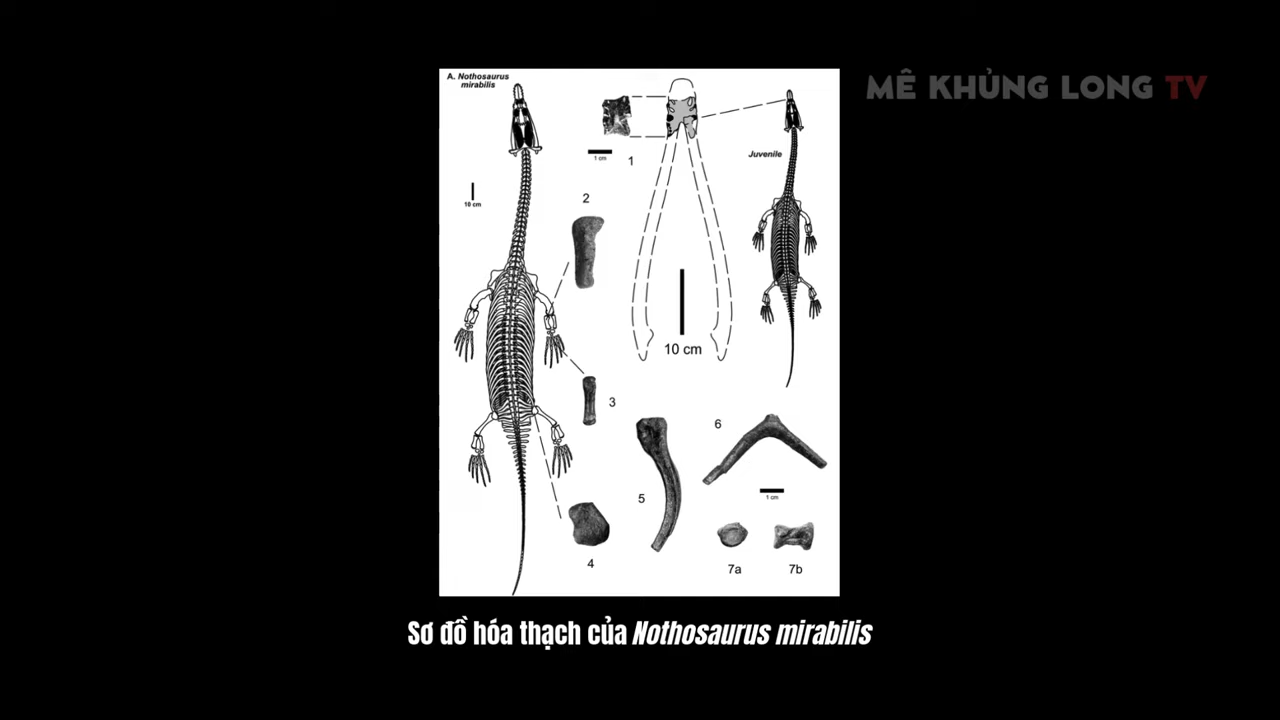 MÊ KHỦNG LONG TV
A. Nothosaurus
mirabilis
10 cm
1 cm
1
Juvenile
2
10 cm
3
4
5
6
1 cm
7a
7b
Sơ đồ hóa thạch của Nothosaurus mirabilis